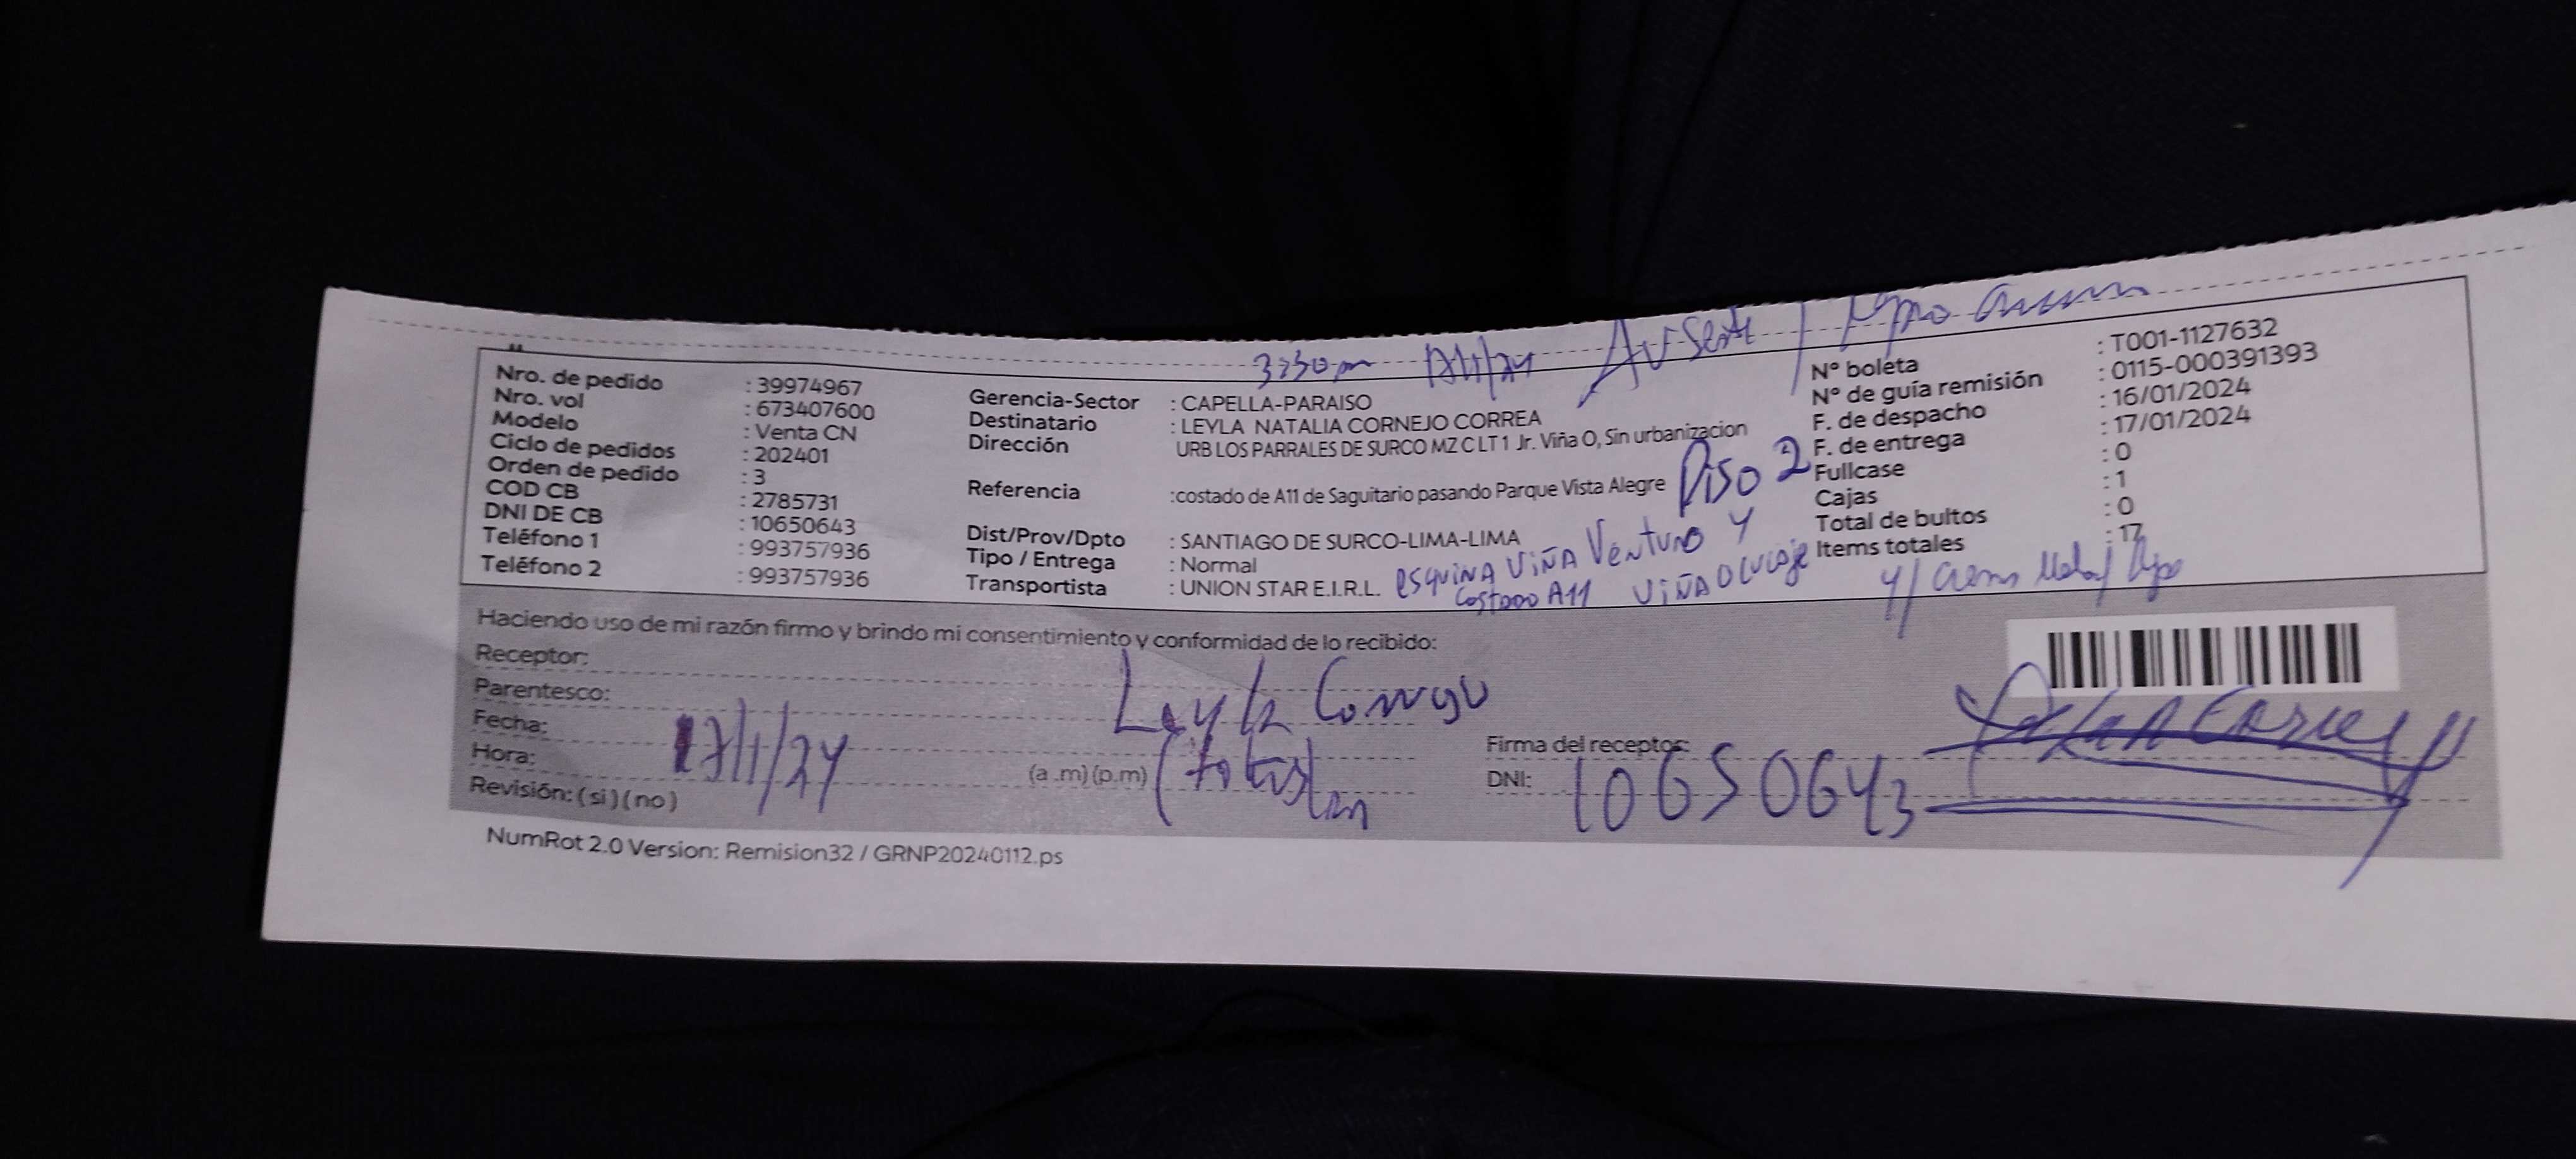 3:30 pm Ausente
Nro. de pedido : 39974967
Nro. vol : 673407600
Modelo : Venta CN
Ciclo de pedidos : 202401
Orden de pedido : 3
COD CB : 2785731
DNI DE CB : 10650643
Teléfono 1 : 993757936
Teléfono 2 : 993757936
Gerencia-Sector : CAPELLA-PARAISO
Destinatario : LEYLA NATALIA CORNEJO CORREA
Dirección URB LOS PARRALES DE SURCO MZ C LT 1 Jr. Viña O, Sin urbanizacion
Referencia :costado de A11 de Saguitario pasando Parque Vista Alegre
Piso 2
Dist/Prov/Dpto : SANTIAGO DE SURCO-LIMA-LIMA
Tipo / Entrega : Normal
Transportista : UNION STAR E.I.R.L.
ESQUINA VIÑA Venturo y
Costado A11 VIÑA Ocucaje
N° boleta : T001-1127632
N° de guía remisión : 0115-000391393
F. de despacho : 16/01/2024
F. de entrega : 17/01/2024
Fullcase : 0
Cajas : 1
Total de bultos : 0
Items totales : 17
Haciendo uso de mi razón firmo y brindo mi consentimiento y conformidad de lo recibido:
Receptor:
Parentesco: Leyla Cornejo
Fecha:
Hora: 17/1/24 (a .m) (p.m)
Revisión: ( si ) ( no )
Firma del receptor:
DNI: 10650643
NumRot 2.0 Version: Remision32 / GRNP20240112.ps